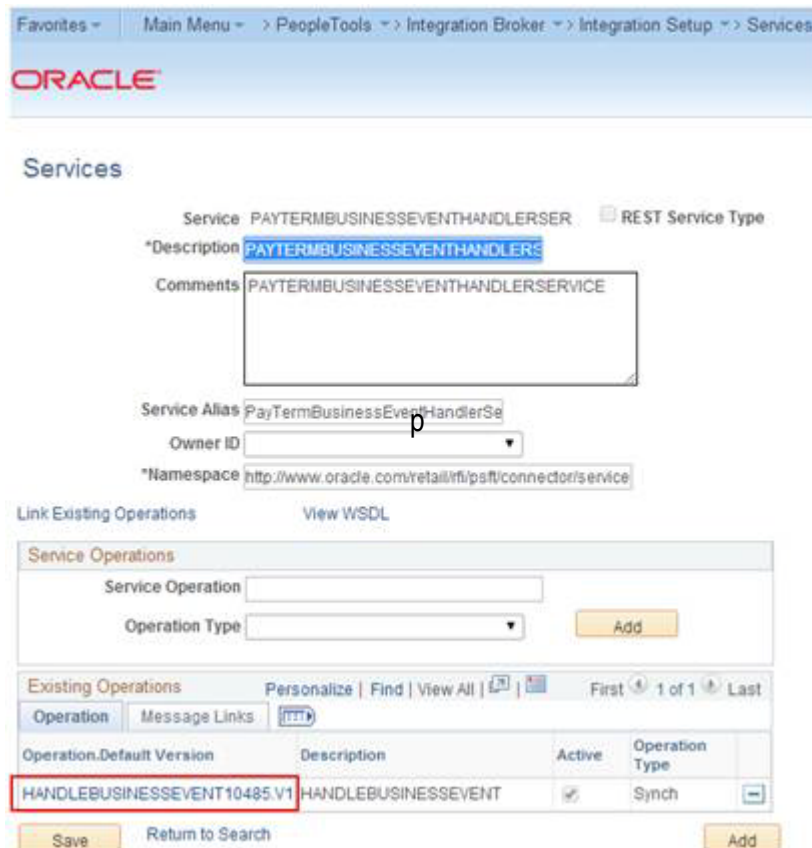 Favorites Main Menu > PeopleTools > Integration Broker > Integration Setup > Services
ORACLE
Services
Service PAYTERMBUSINESSEVENTHANDLERSER REST Service Type
*Description PAYTERMBUSINESSEVENTHANDLERS
Comments PAYTERMBUSINESSEVENTHANDLERSERVICE
Service Alias PayTermBusinessEventHandlerSe
p
Owner ID
*Namespace http://www.oracle.com/retail/rfi/psft/connector/service
Link Existing Operations View WSDL
Service Operations
Service Operation
Operation Type Add
Existing Operations Personalize | Find | View All | | First 1 of 1 Last
Operation Message Links
Operation.Default Version Description Active Operation Type
HANDLEBUSINESSEVENT10485.V1 HANDLEBUSINESSEVENT Synch
Save Return to Search Add